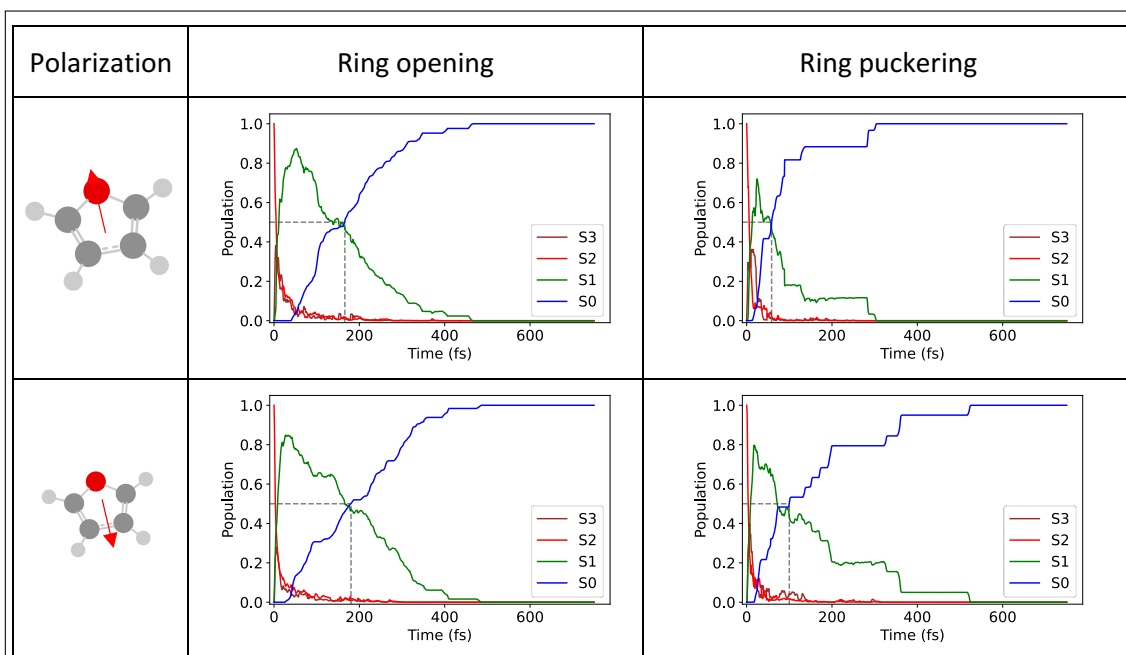 Polarization
Ring opening
Ring puckering
1.0
0.8
0.6
0.4
0.2
0.0
Population
0
200
400
600
Time (fs)
S3
S2
S1
S0
1.0
0.8
0.6
0.4
0.2
0.0
Population
0
200
400
600
Time (fs)
S3
S2
S1
S0
1.0
0.8
0.6
0.4
0.2
0.0
Population
0
200
400
600
Time (fs)
S3
S2
S1
S0
1.0
0.8
0.6
0.4
0.2
0.0
Population
0
200
400
600
Time (fs)
S3
S2
S1
S0